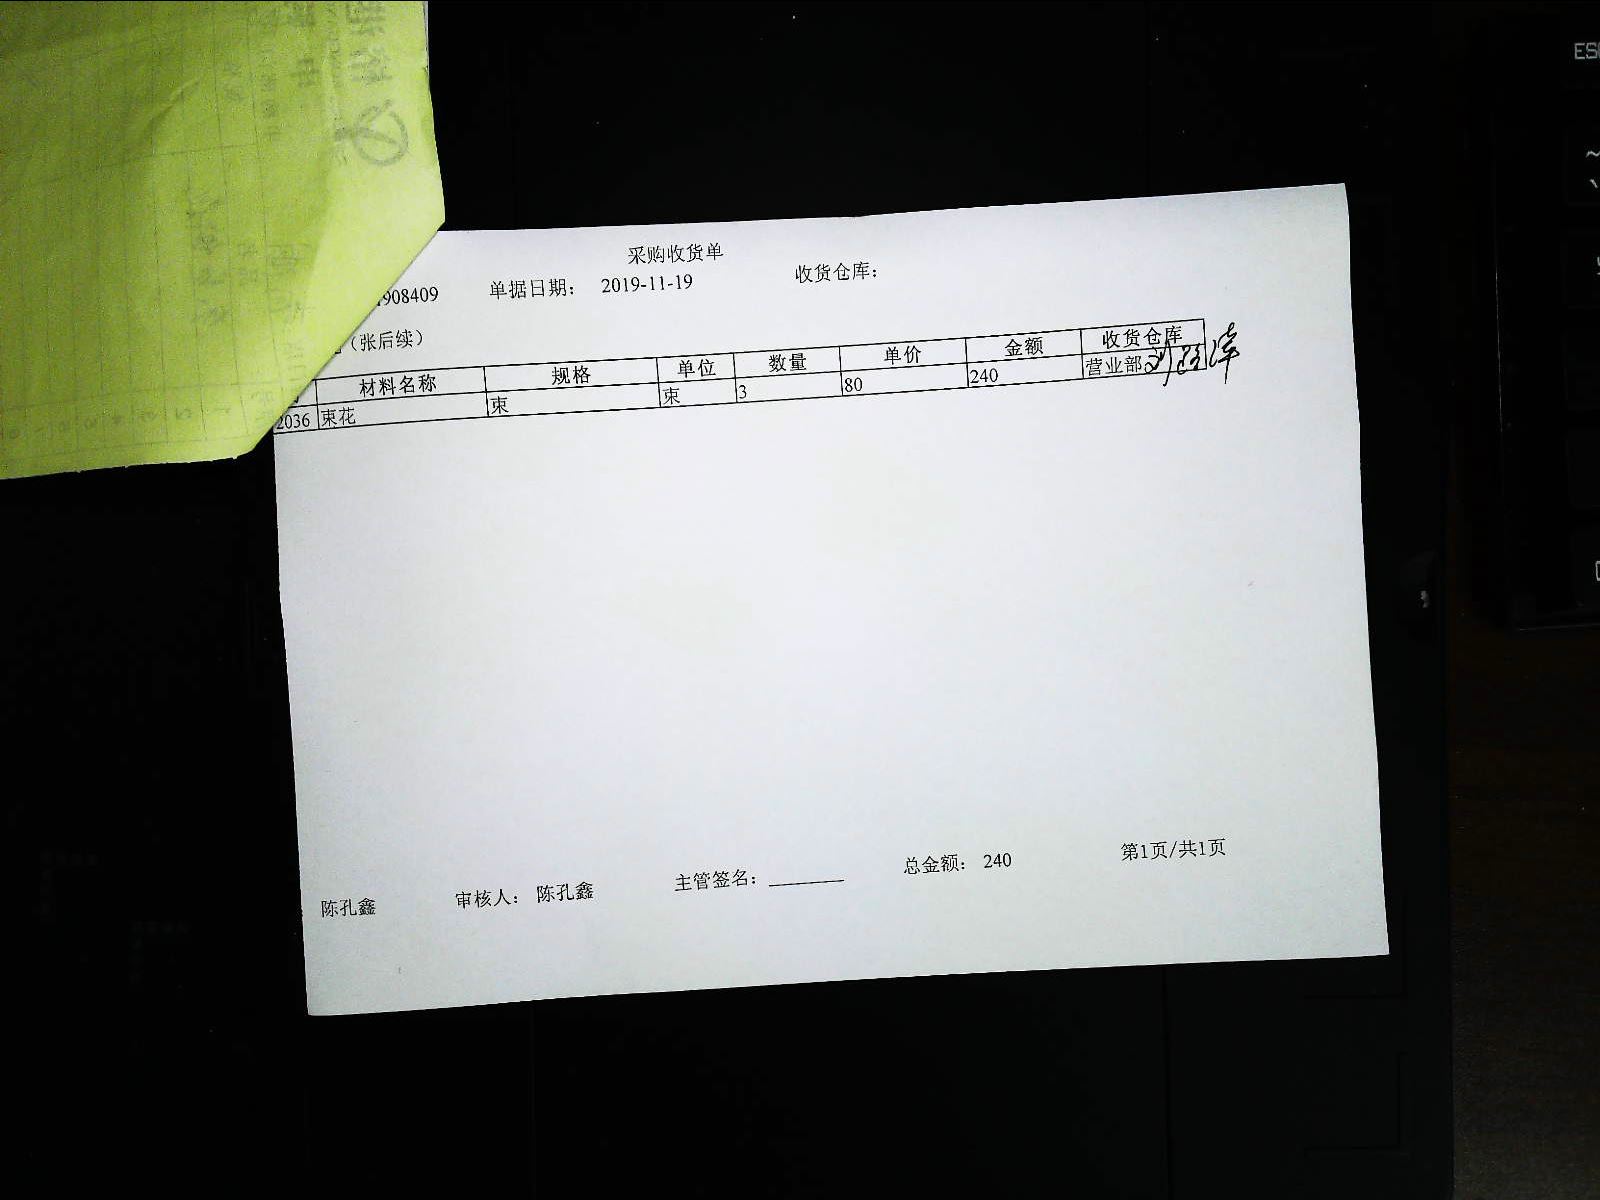 采购收货单
908409 单据日期： 2019-11-19 收货仓库：
（张后续）
材料名称 规格 单位 数量 单价 金额 收货仓库
2036 束花 束 束 3 80 240 营业部
陈孔鑫 审核人： 陈孔鑫 主管签名： 总金额： 240 第1页/共1页